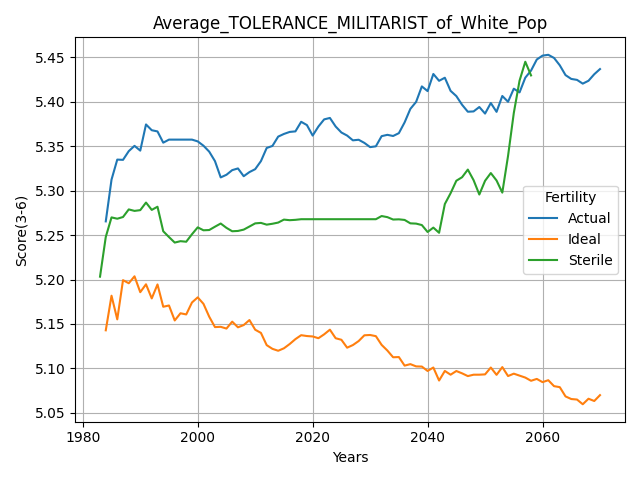 Average_TOLERANCE_MILITARIST_of_White_Pop
Score(3-6)
5.45
5.40
5.35
5.30
5.25
5.20
5.15
5.10
5.05
Fertility
Actual
Ideal
Sterile
1980 2000 2020 2040 2060
Years